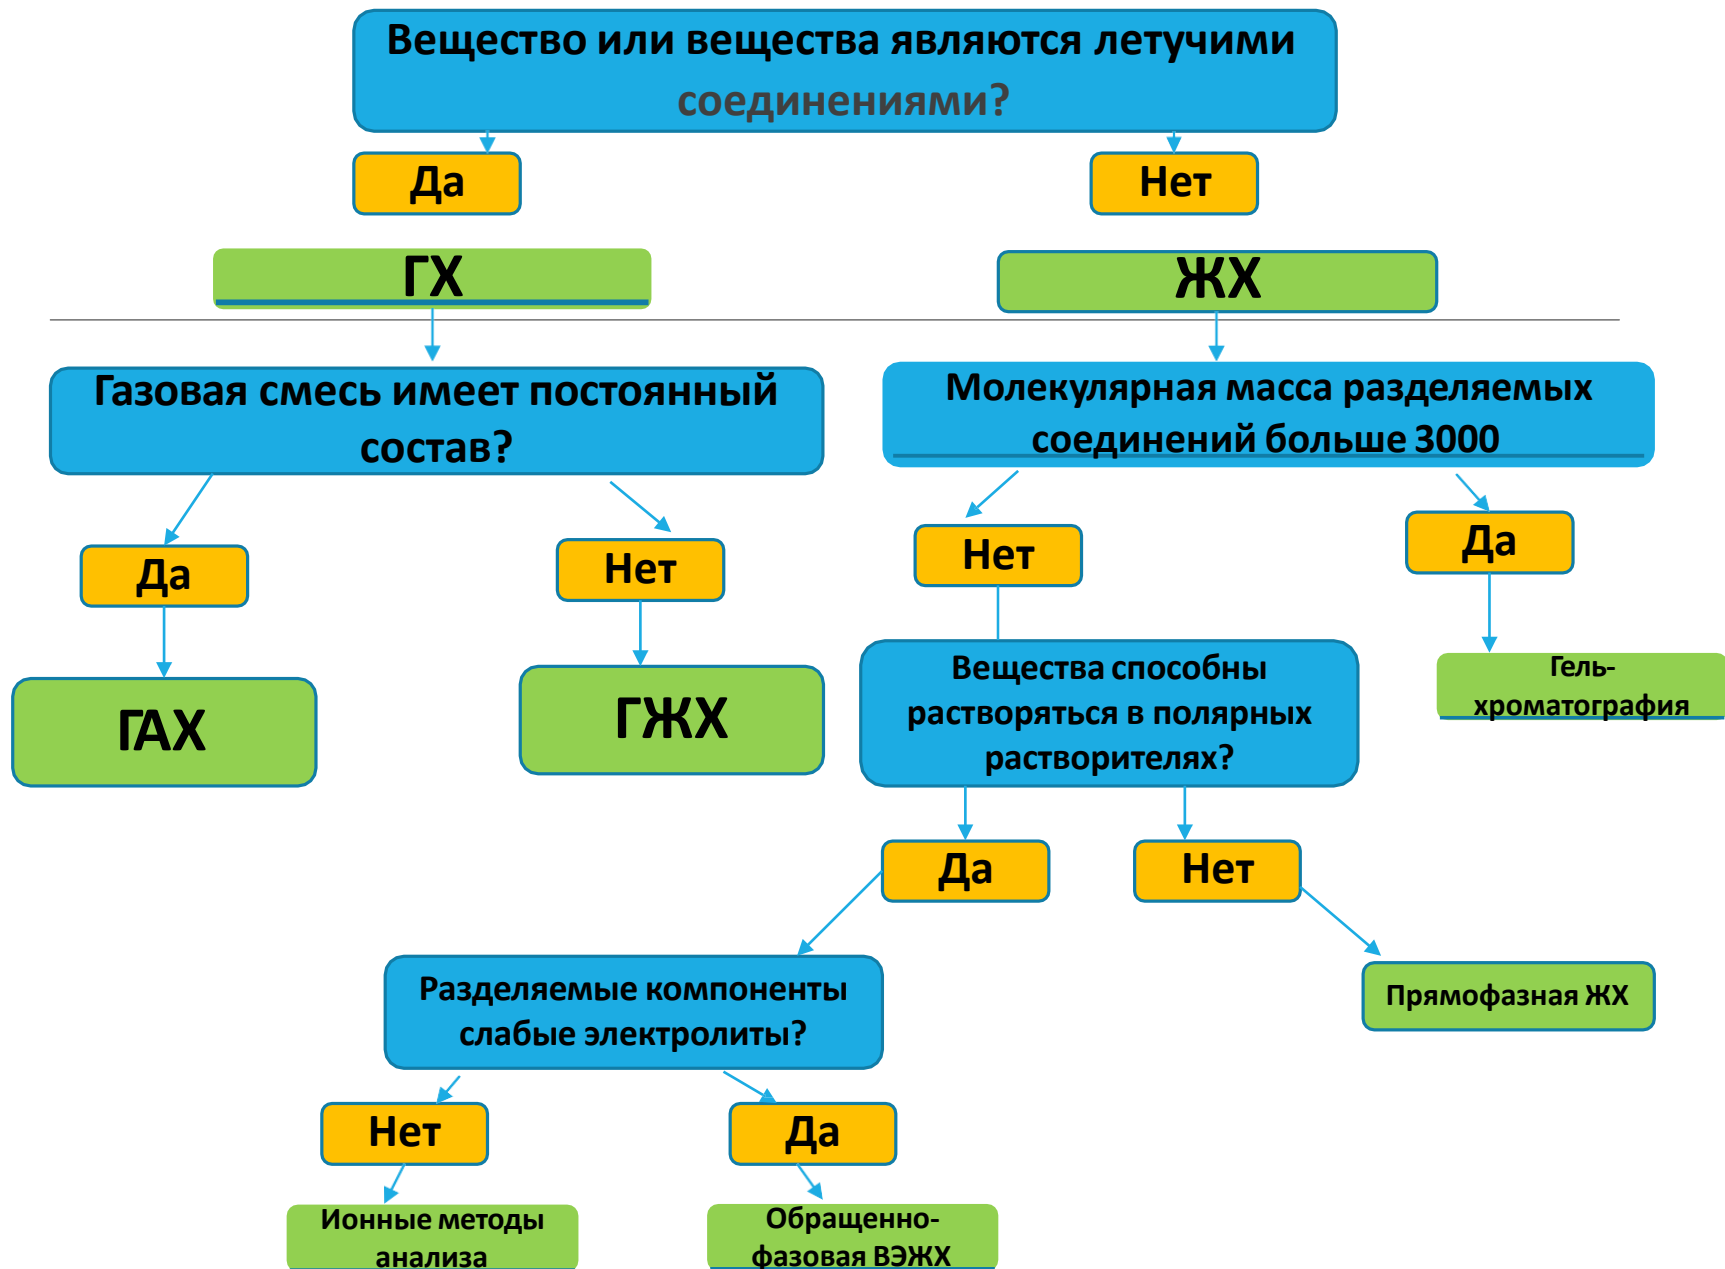 Вещество или вещества являются летучими
соединениями?
Да
Нет
ГХ
ЖХ
Газовая смесь имеет постоянный
состав?
Молекулярная масса разделяемых
соединений больше 3000
Да
Нет
Нет
Да
ГАХ
ГЖХ
Вещества способны
растворяться в полярных
растворителях?
Гель-
хроматография
Да
Нет
Разделяемые компоненты
слабые электролиты?
Прямофазная ЖХ
Нет
Да
Ионные методы
анализа
Обращенно-
фазовая ВЭЖХ